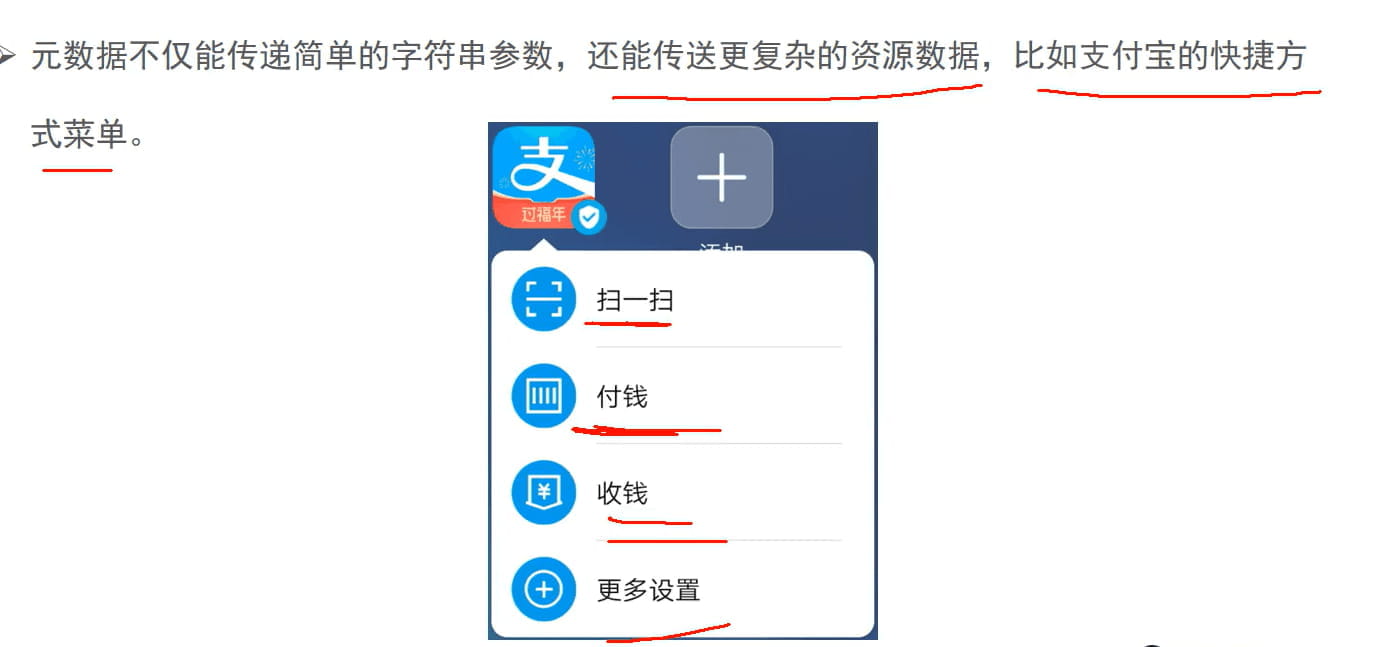 元数据不仅能传递简单的字符串参数，还能传送更复杂的资源数据，比如支付宝的快捷方
式菜单。
支
过福年
添加
扫一扫
付钱
收钱
更多设置